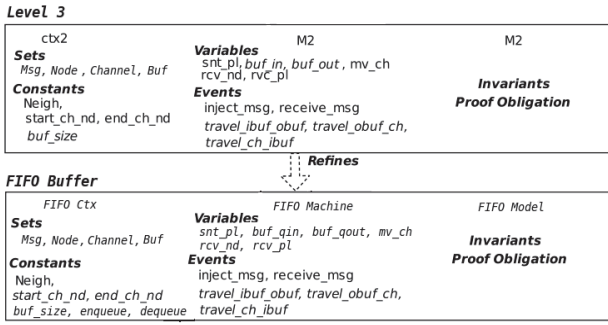 Level 3
ctx2
M2
M2
Sets
Msg, Node , Channel, Buf
Constants
Neigh,
start_ch_nd, end_ch_nd
buf_size
Variables
snt_pl, buf_in, buf_out , mv_ch
rcv_nd, rvc_pl
Events
inject_msg, receive_msg
travel_ibuf_obuf, travel_obuf_ch,
travel_ch_ibuf
Invariants
Proof Obligation
Refines
FIFO Buffer
FIFO Ctx
FIFO Machine
FIFO Model
Sets
Msg, Node, Channel, Buf
Constants
Neigh,
start_ch_nd, end_ch_nd
buf_size, enqueue, dequeue
Variables
snt_pl, buf_qin, buf_qout, mv_ch
rcv_nd, rcv_pl
Events
inject_msg, receive_msg
travel_ibuf_obuf, travel_obuf_ch,
travel_ch_ibuf
Invariants
Proof Obligation